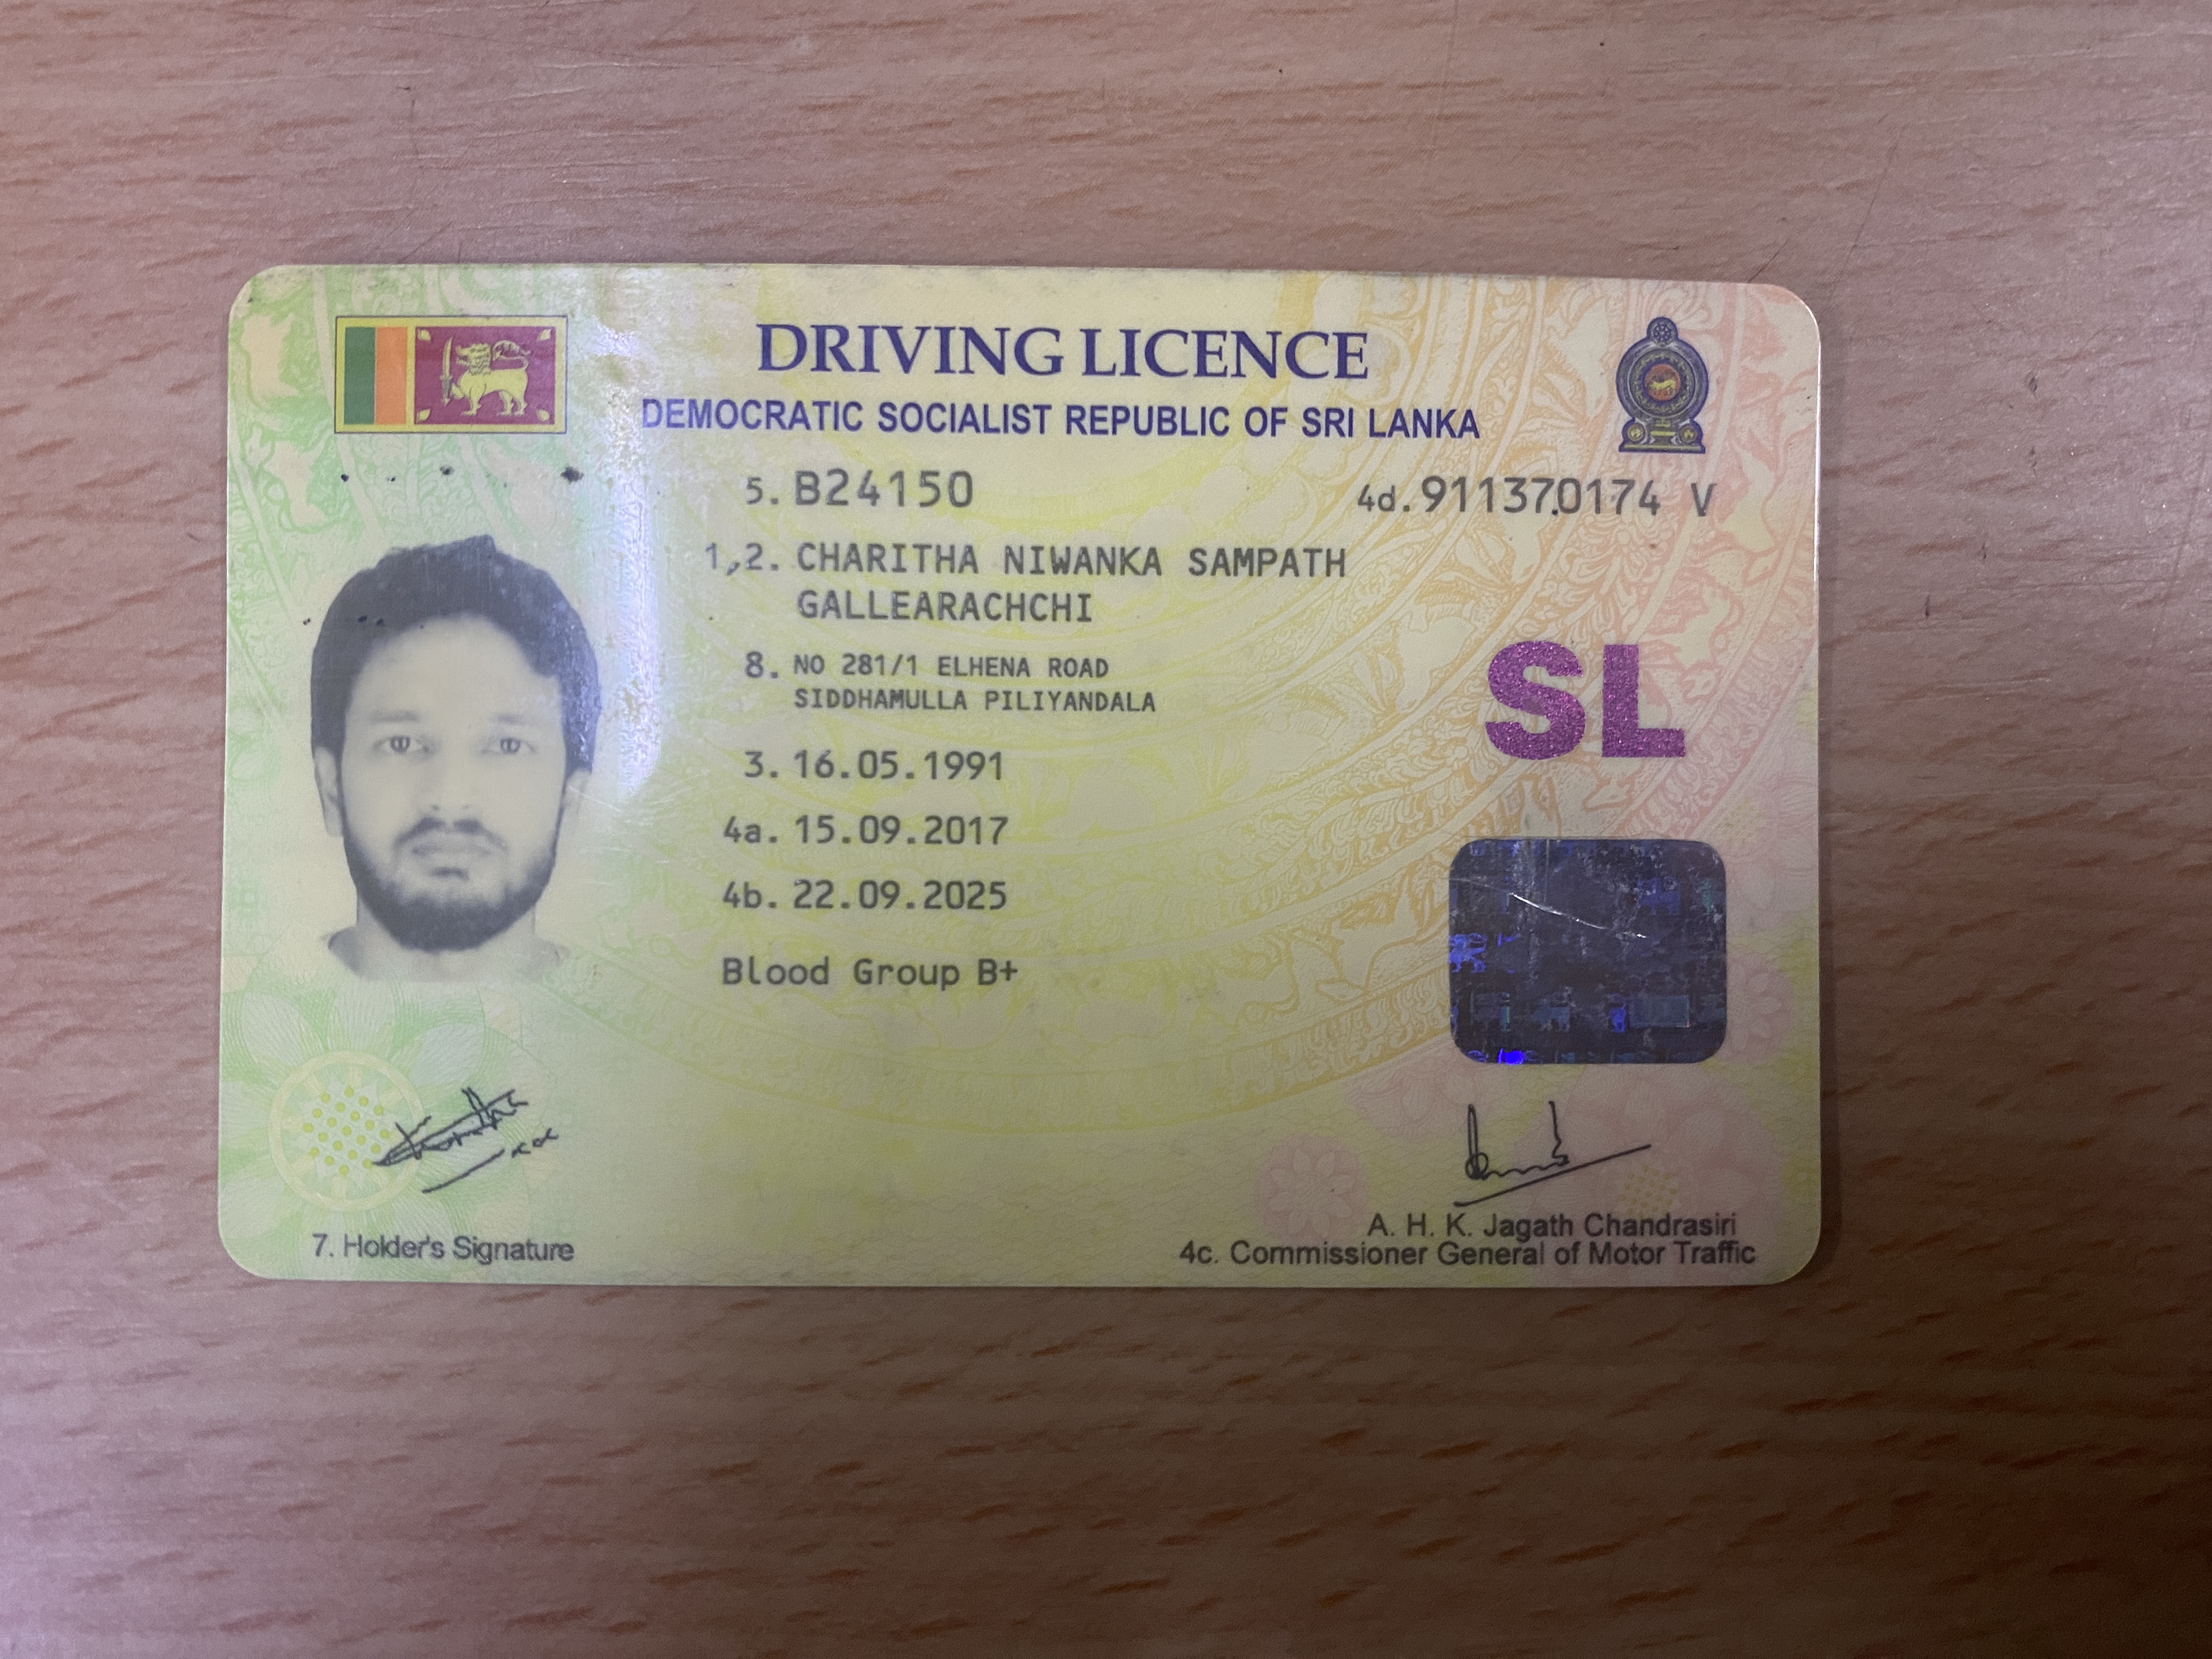 DRIVING LICENCE
DEMOCRATIC SOCIALIST REPUBLIC OF SRI LANKA
5. B24150
4d. 911370174 V
1,2. CHARITHA NIWANKA SAMPATH
GALLEARACHCHI
8. NO 281/1 ELHENA ROAD
SIDDHAMULLA PILIYANDALA
SL
3. 16.05.1991
4a. 15.09.2017
4b. 22.09.2025
Blood Group B+
7. Holder's Signature
A. H. K. Jagath Chandrasiri
4c. Commissioner General of Motor Traffic